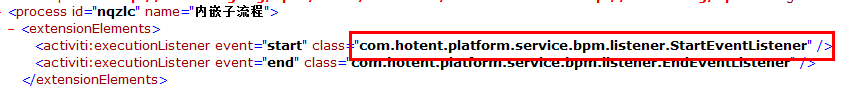 <process id="nqzlc" name="内嵌子流程">
- <extensionElements>
<activiti:executionListener event="start" class="com.hotent.platform.service.bpm.listener.StartEventListener" />
<activiti:executionListener event="end" class="com.hotent.platform.service.bpm.listener.EndEventListener" />
</extensionElements>